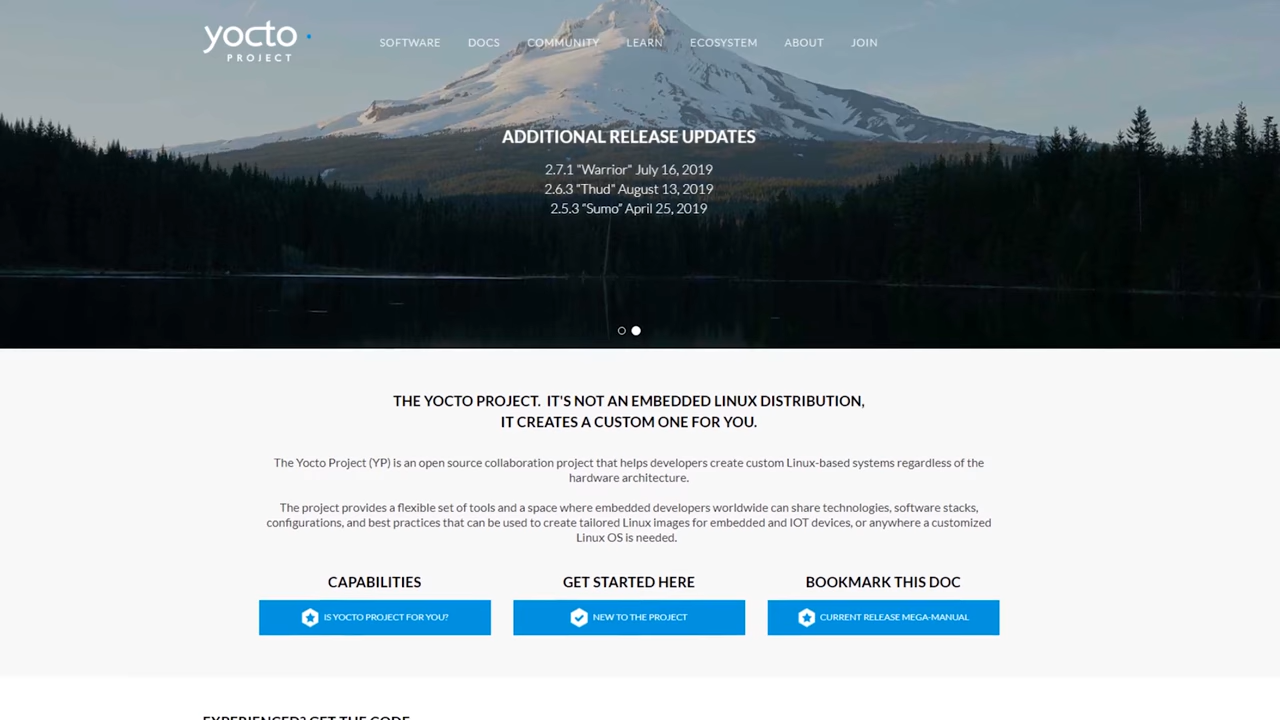 yocto
PROJECT
SOFTWARE DOCS COMMUNITY LEARN ECOSYSTEM ABOUT JOIN
ADDITIONAL RELEASE UPDATES
2.7.1 "Warrior" July 16, 2019
2.6.3 "Thud" August 13, 2019
2.5.3 "Sumo" April 25, 2019
THE YOCTO PROJECT. IT'S NOT AN EMBEDDED LINUX DISTRIBUTION,
IT CREATES A CUSTOM ONE FOR YOU.
The Yocto Project (YP) is an open source collaboration project that helps developers create custom Linux-based systems regardless of the
hardware architecture.
The project provides a flexible set of tools and a space where embedded developers worldwide can share technologies, software stacks,
configurations, and best practices that can be used to create tailored Linux images for embedded and IOT devices, or anywhere a customized
Linux OS is needed.
CAPABILITIES GET STARTED HERE BOOKMARK THIS DOC
IS YOCTO PROJECT FOR YOU? NEW TO THE PROJECT CURRENT RELEASE MEGA-MANUAL
EXPERIENCED? GET THE CODE